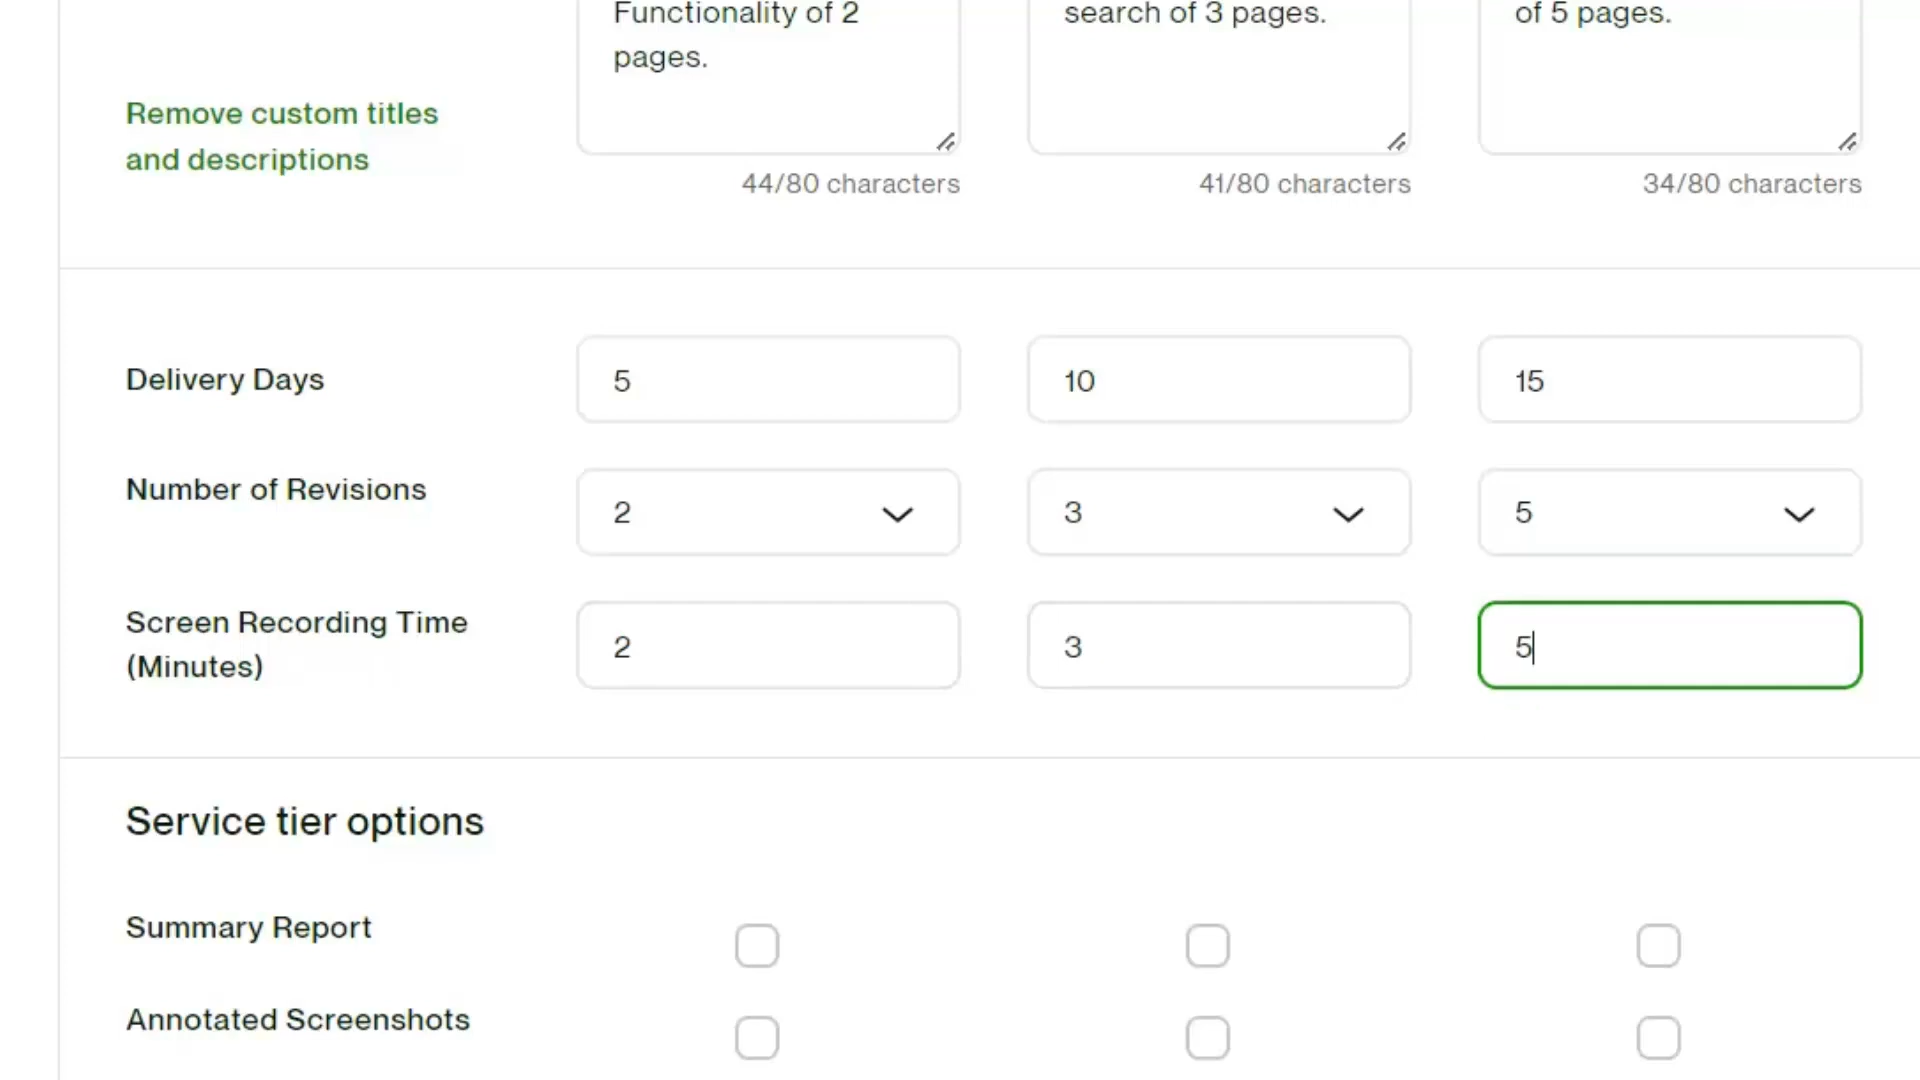 Functionality of 2
pages.
search of 3 pages.
of 5 pages.
Remove custom titles
and descriptions
44/80 characters
41/80 characters
34/80 characters
Delivery Days
5
10
15
Number of Revisions
2
3
5
Screen Recording Time
(Minutes)
2
3
5
Service tier options
Summary Report
Annotated Screenshots